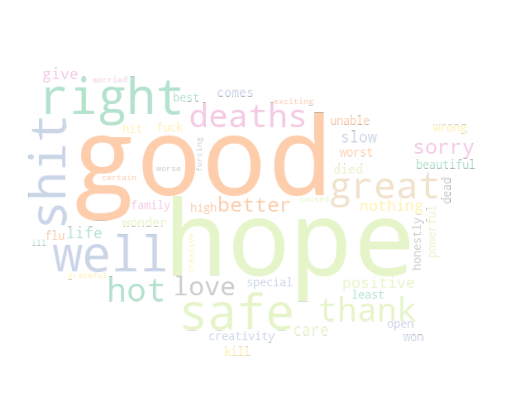 give
worried
right
best
comes
exciting
deaths
shit
good
hit
fuck
forcing
unable
slow
wrong
sorry
worst
worse
beautiful
certain
died
great
dead
family
high
better
caused
nothing
wonder
life
flu
ill
well
hope
honestly
powerful
creative
grateful
hot
love
special
positive
least
safe
thank
open
creativity
care
won
kill